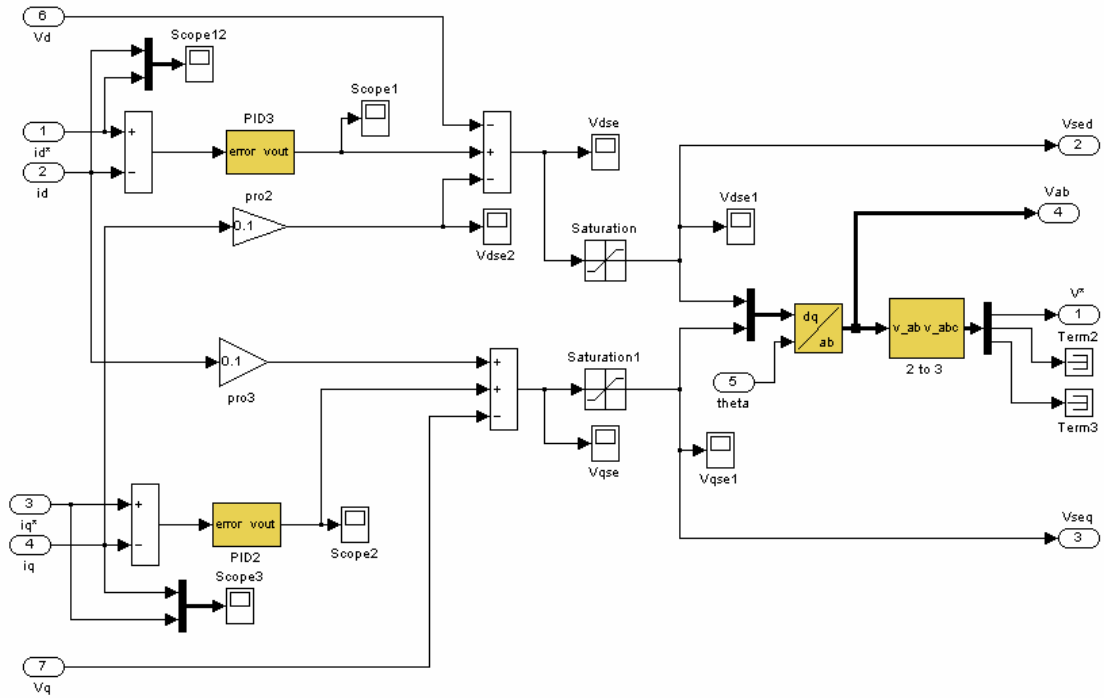 6
Vd
Scope12
Scope1
PID3
1
id*
+
−
error vout
2
id
−
+
−
Vdse
Vsed
2
pro2
0.1
Vdse2
Vdse1
Vab
4
Saturation
dq
ab
v_ab v_abc
2 to 3
V*
1
Term2
Term3
0.1
pro3
+
+
−
Saturation1
5
theta
Vqse
Vqse1
3
iq*
+
−
error vout
PID2
4
iq
Scope2
Scope3
Vseq
3
7
Vq